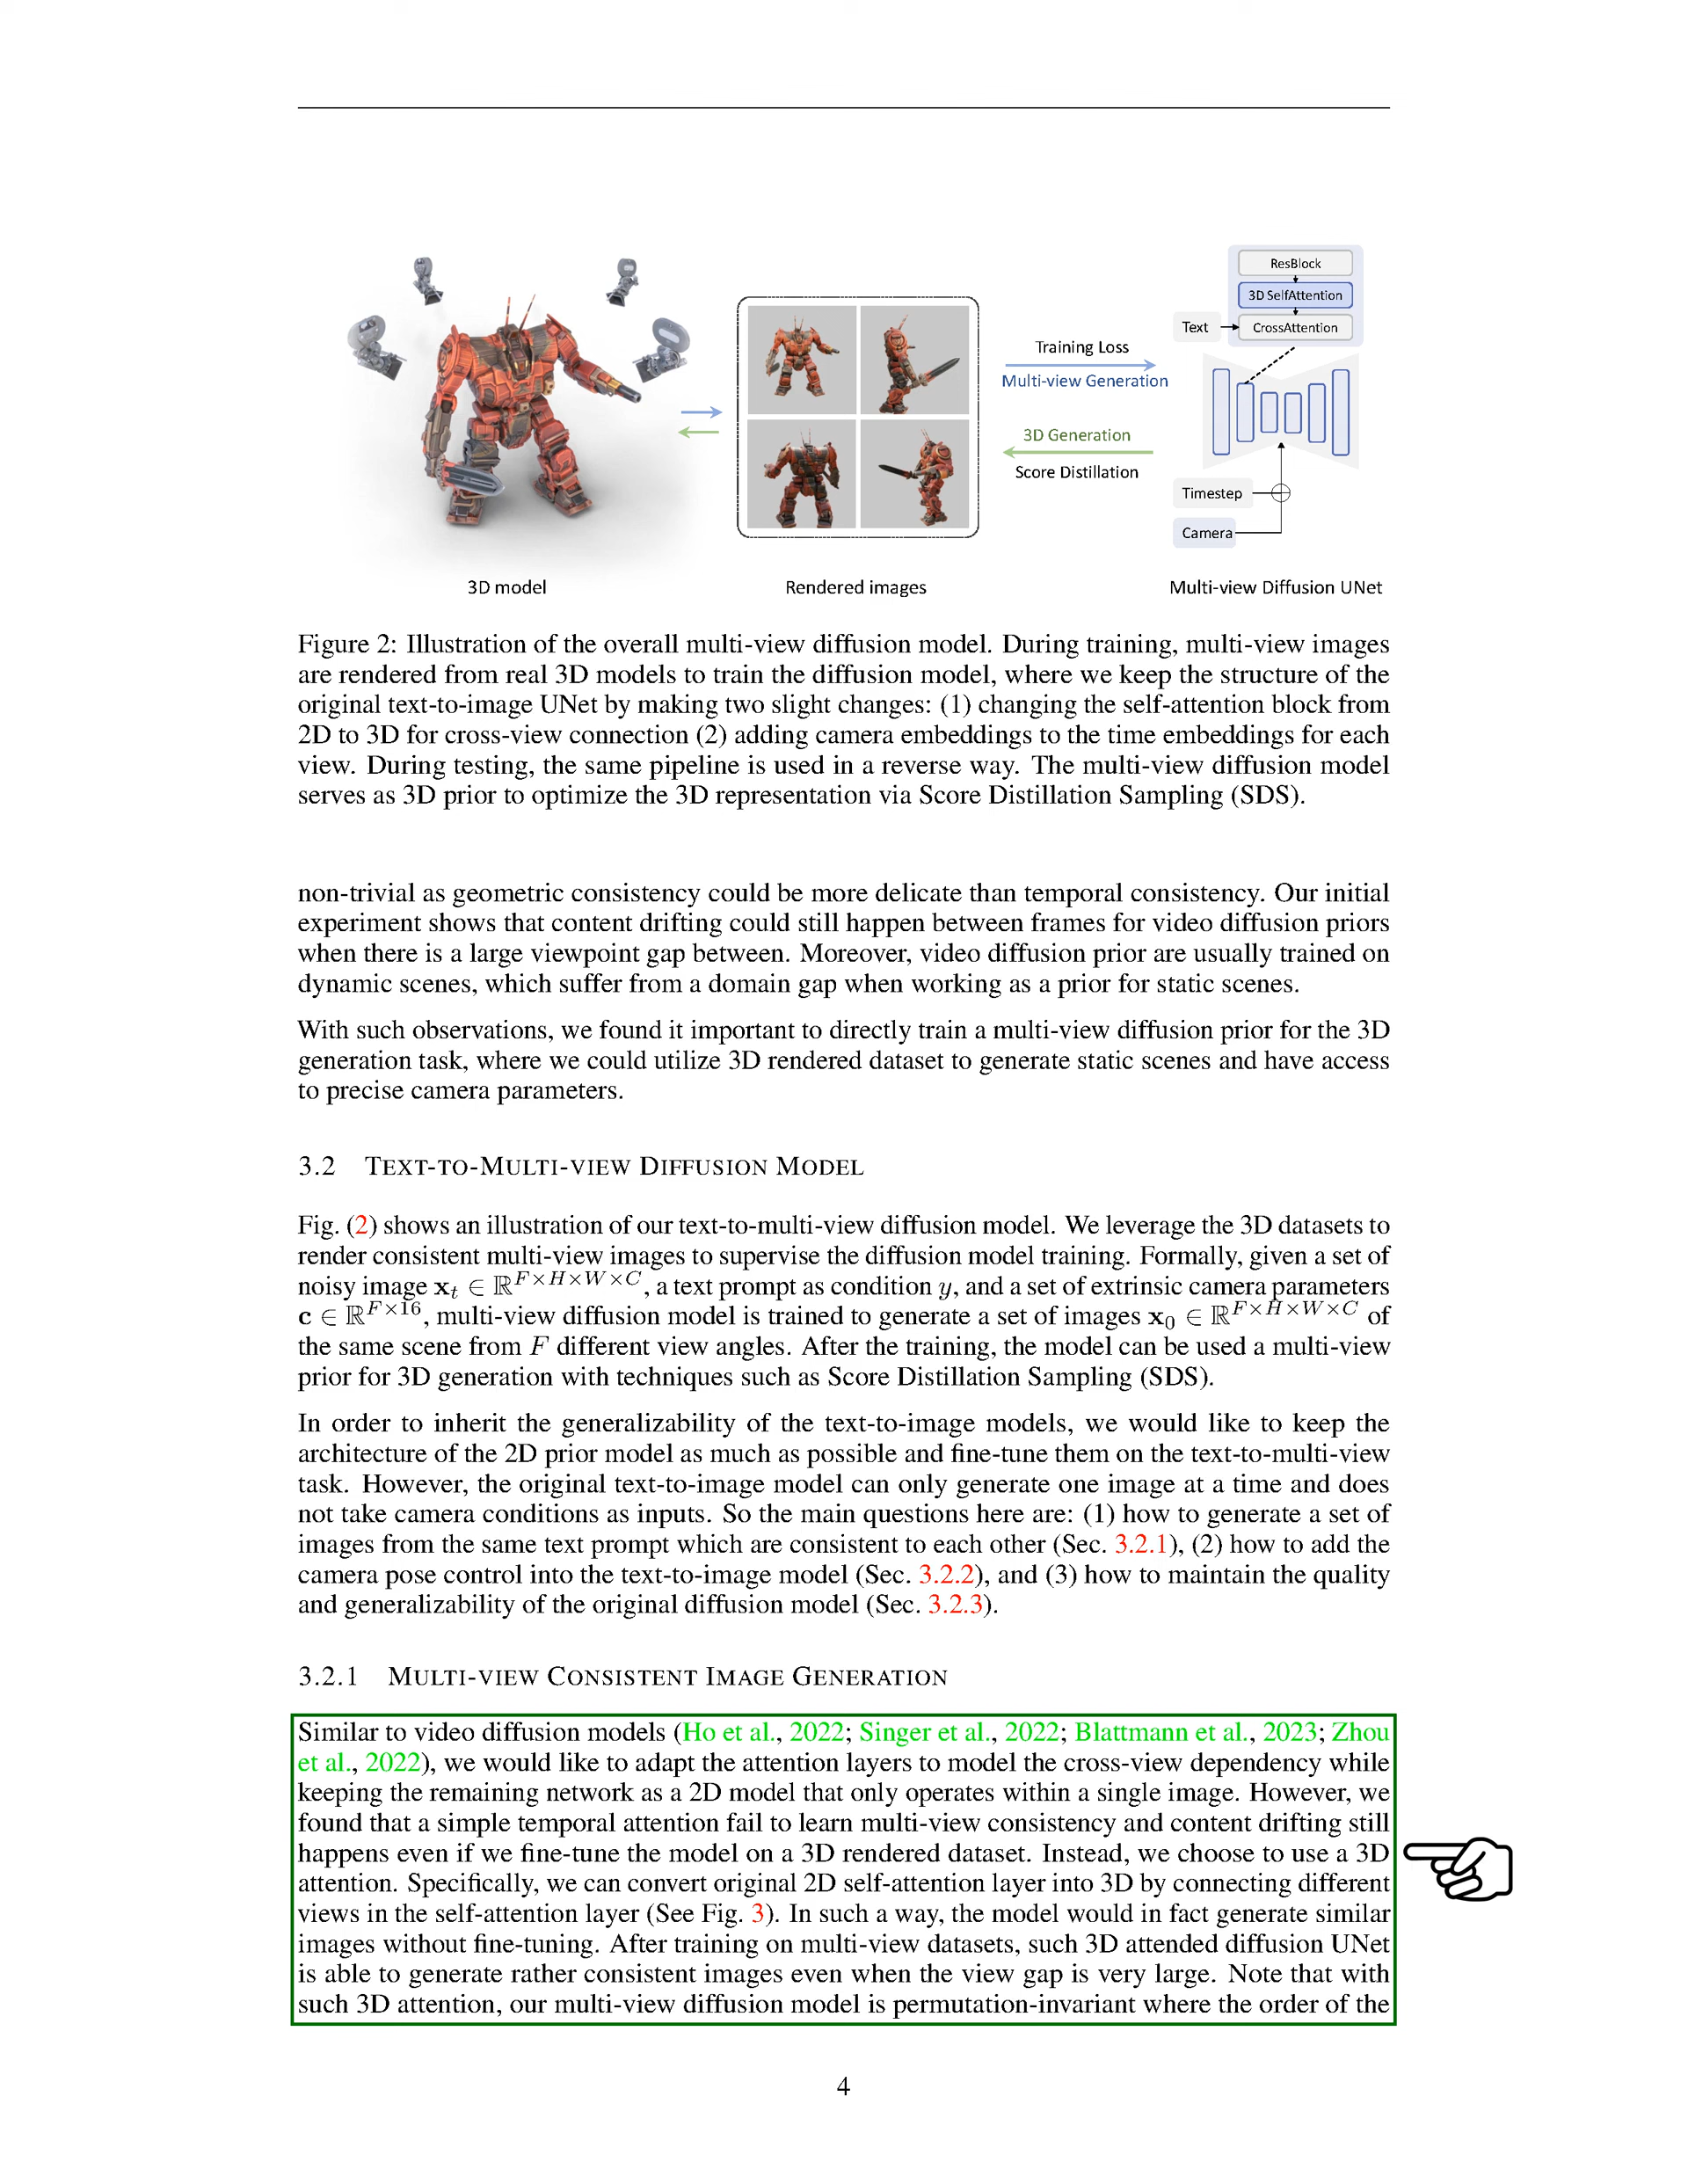 ResBlock
3D SelfAttention
Text
CrossAttention
Training Loss
Multi-view Generation
3D Generation
Score Distillation
Timestep
Camera
3D model
Rendered images
Multi-view Diffusion UNet
Figure 2: Illustration of the overall multi-view diffusion model. During training, multi-view images
are rendered from real 3D models to train the diffusion model, where we keep the structure of the
original text-to-image UNet by making two slight changes: (1) changing the self-attention block from
2D to 3D for cross-view connection (2) adding camera embeddings to the time embeddings for each
view. During testing, the same pipeline is used in a reverse way. The multi-view diffusion model
serves as 3D prior to optimize the 3D representation via Score Distillation Sampling (SDS).
non-trivial as geometric consistency could be more delicate than temporal consistency. Our initial
experiment shows that content drifting could still happen between frames for video diffusion priors
when there is a large viewpoint gap between. Moreover, video diffusion prior are usually trained on
dynamic scenes, which suffer from a domain gap when working as a prior for static scenes.
With such observations, we found it important to directly train a multi-view diffusion prior for the 3D
generation task, where we could utilize 3D rendered dataset to generate static scenes and have access
to precise camera parameters.
3.2 TEXT-TO-MULTI-VIEW DIFFUSION MODEL
Fig. (2) shows an illustration of our text-to-multi-view diffusion model. We leverage the 3D datasets to
render consistent multi-view images to supervise the diffusion model training. Formally, given a set of
noisy image x_t ∈ ℝ^{F×H×W×C}, a text prompt as condition y, and a set of extrinsic camera parameters
c ∈ ℝ^{F×16}, multi-view diffusion model is trained to generate a set of images x_0 ∈ ℝ^{F×H×W×C} of
the same scene from F different view angles. After the training, the model can be used a multi-view
prior for 3D generation with techniques such as Score Distillation Sampling (SDS).
In order to inherit the generalizability of the text-to-image models, we would like to keep the
architecture of the 2D prior model as much as possible and fine-tune them on the text-to-multi-view
task. However, the original text-to-image model can only generate one image at a time and does
not take camera conditions as inputs. So the main questions here are: (1) how to generate a set of
images from the same text prompt which are consistent to each other (Sec. 3.2.1), (2) how to add the
camera pose control into the text-to-image model (Sec. 3.2.2), and (3) how to maintain the quality
and generalizability of the original diffusion model (Sec. 3.2.3).
3.2.1 MULTI-VIEW CONSISTENT IMAGE GENERATION
Similar to video diffusion models (Ho et al., 2022; Singer et al., 2022; Blattmann et al., 2023; Zhou
et al., 2022), we would like to adapt the attention layers to model the cross-view dependency while
keeping the remaining network as a 2D model that only operates within a single image. However, we
found that a simple temporal attention fail to learn multi-view consistency and content drifting still
happens even if we fine-tune the model on a 3D rendered dataset. Instead, we choose to use a 3D
attention. Specifically, we can convert original 2D self-attention layer into 3D by connecting different
views in the self-attention layer (See Fig. 3). In such a way, the model would in fact generate similar
images without fine-tuning. After training on multi-view datasets, such 3D attended diffusion UNet
is able to generate rather consistent images even when the view gap is very large. Note that with
such 3D attention, our multi-view diffusion model is permutation-invariant where the order of the
4